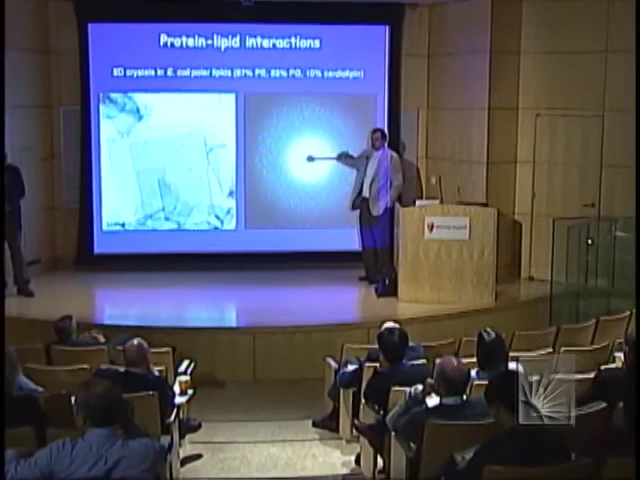 Protein-lipid interactions
2D crystals in E. coli polar lipids (67% PE, 23% PG, 10% cardiolipin)